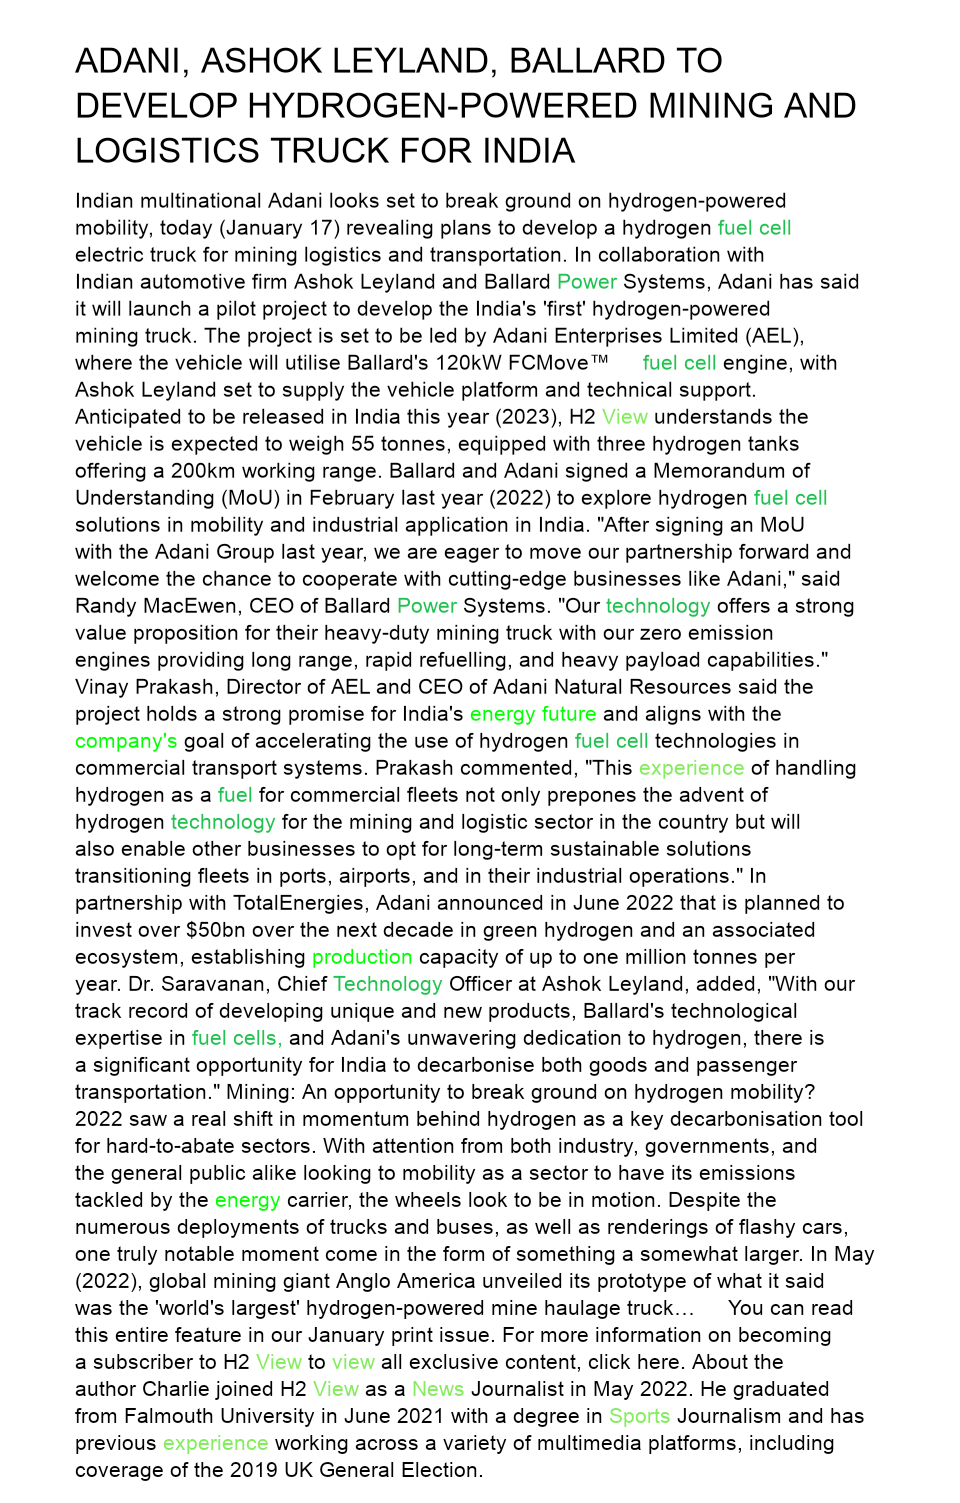 ADANI, ASHOK LEYLAND, BALLARD TO
DEVELOP HYDROGEN-POWERED MINING AND
LOGISTICS TRUCK FOR INDIA
Indian multinational Adani looks set to break ground on hydrogen-powered
mobility, today (January 17) revealing plans to develop a hydrogen fuel cell
electric truck for mining logistics and transportation. In collaboration with
Indian automotive firm Ashok Leyland and Ballard Power Systems, Adani has said
it will launch a pilot project to develop the India's 'first' hydrogen-powered
mining truck. The project is set to be led by Adani Enterprises Limited (AEL),
where the vehicle will utilise Ballard's 120kW FCMove™ fuel cell engine, with
Ashok Leyland set to supply the vehicle platform and technical support.
Anticipated to be released in India this year (2023), H2 View understands the
vehicle is expected to weigh 55 tonnes, equipped with three hydrogen tanks
offering a 200km working range. Ballard and Adani signed a Memorandum of
Understanding (MoU) in February last year (2022) to explore hydrogen fuel cell
solutions in mobility and industrial application in India. "After signing an MoU
with the Adani Group last year, we are eager to move our partnership forward and
welcome the chance to cooperate with cutting-edge businesses like Adani," said
Randy MacEwen, CEO of Ballard Power Systems. "Our technology offers a strong
value proposition for their heavy-duty mining truck with our zero emission
engines providing long range, rapid refuelling, and heavy payload capabilities."
Vinay Prakash, Director of AEL and CEO of Adani Natural Resources said the
project holds a strong promise for India's energy future and aligns with the
company's goal of accelerating the use of hydrogen fuel cell technologies in
commercial transport systems. Prakash commented, "This experience of handling
hydrogen as a fuel for commercial fleets not only prepones the advent of
hydrogen technology for the mining and logistic sector in the country but will
also enable other businesses to opt for long-term sustainable solutions
transitioning fleets in ports, airports, and in their industrial operations." In
partnership with TotalEnergies, Adani announced in June 2022 that is planned to
invest over $50bn over the next decade in green hydrogen and an associated
ecosystem, establishing production capacity of up to one million tonnes per
year. Dr. Saravanan, Chief Technology Officer at Ashok Leyland, added, "With our
track record of developing unique and new products, Ballard's technological
expertise in fuel cells, and Adani's unwavering dedication to hydrogen, there is
a significant opportunity for India to decarbonise both goods and passenger
transportation." Mining: An opportunity to break ground on hydrogen mobility?
2022 saw a real shift in momentum behind hydrogen as a key decarbonisation tool
for hard-to-abate sectors. With attention from both industry, governments, and
the general public alike looking to mobility as a sector to have its emissions
tackled by the energy carrier, the wheels look to be in motion. Despite the
numerous deployments of trucks and buses, as well as renderings of flashy cars,
one truly notable moment come in the form of something a somewhat larger. In May
(2022), global mining giant Anglo America unveiled its prototype of what it said
was the 'world's largest' hydrogen-powered mine haulage truck… You can read
this entire feature in our January print issue. For more information on becoming
a subscriber to H2 View to view all exclusive content, click here. About the
author Charlie joined H2 View as a News Journalist in May 2022. He graduated
from Falmouth University in June 2021 with a degree in Sports Journalism and has
previous experience working across a variety of multimedia platforms, including
coverage of the 2019 UK General Election.